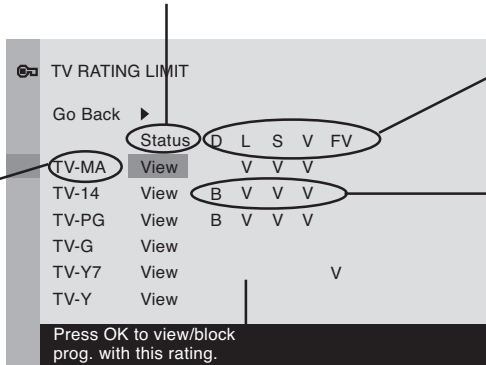 TV RATING LIMIT
Go Back
Status D L S V FV
TV-MA View V V V
TV-14 View B V V V
TV-PG View B V V V
TV-G View
TV-Y7 View V
TV-Y View
Press OK to view/block
prog. with this rating.